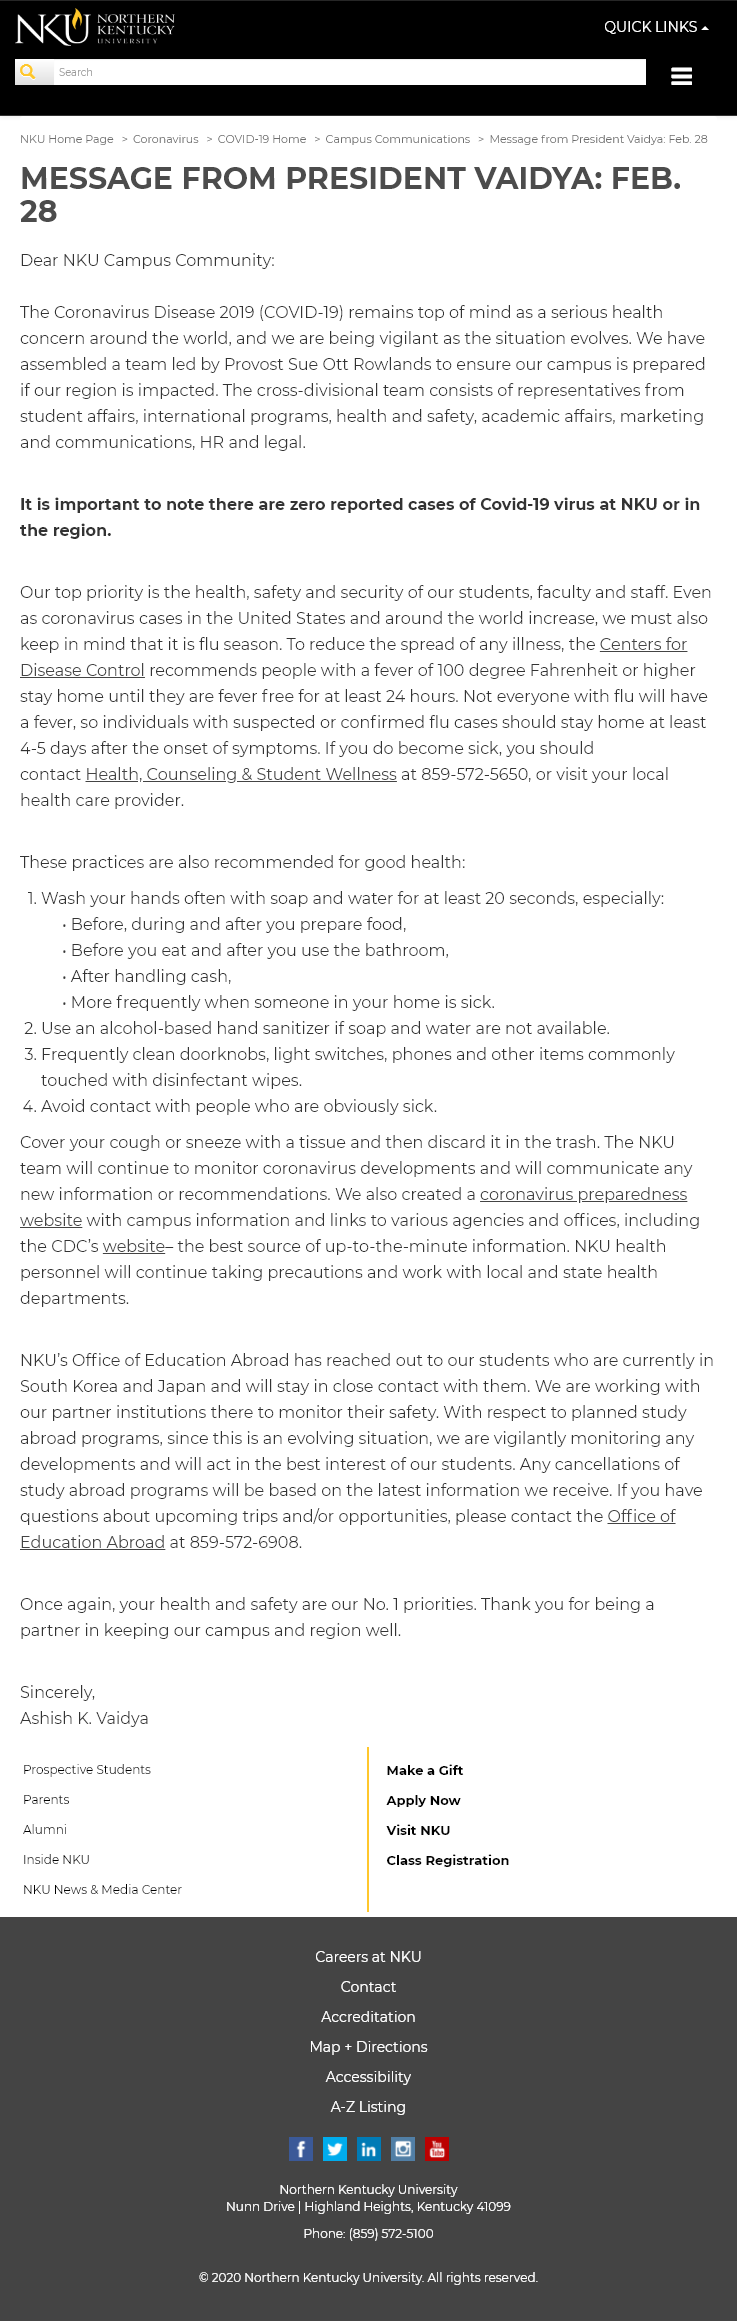 NKU NORTHERN
KENTUCKY
UNIVERSITY
QUICK LINKS
Search
NKU Home Page > Coronavirus > COVID-19 Home > Campus Communications > Message from President Vaidya: Feb. 28
MESSAGE FROM PRESIDENT VAIDYA: FEB.
28
Dear NKU Campus Community:
The Coronavirus Disease 2019 (COVID-19) remains top of mind as a serious health
concern around the world, and we are being vigilant as the situation evolves. We have
assembled a team led by Provost Sue Ott Rowlands to ensure our campus is prepared
if our region is impacted. The cross-divisional team consists of representatives from
student affairs, international programs, health and safety, academic affairs, marketing
and communications, HR and legal.
It is important to note there are zero reported cases of Covid-19 virus at NKU or in
the region.
Our top priority is the health, safety and security of our students, faculty and staff. Even
as coronavirus cases in the United States and around the world increase, we must also
keep in mind that it is flu season. To reduce the spread of any illness, the Centers for
Disease Control recommends people with a fever of 100 degree Fahrenheit or higher
stay home until they are fever free for at least 24 hours. Not everyone with flu will have
a fever, so individuals with suspected or confirmed flu cases should stay home at least
4-5 days after the onset of symptoms. If you do become sick, you should
contact Health, Counseling & Student Wellness at 859-572-5650, or visit your local
health care provider.
These practices are also recommended for good health:
1. Wash your hands often with soap and water for at least 20 seconds, especially:
• Before, during and after you prepare food,
• Before you eat and after you use the bathroom,
• After handling cash,
• More frequently when someone in your home is sick.
2. Use an alcohol-based hand sanitizer if soap and water are not available.
3. Frequently clean doorknobs, light switches, phones and other items commonly
touched with disinfectant wipes.
4. Avoid contact with people who are obviously sick.
Cover your cough or sneeze with a tissue and then discard it in the trash. The NKU
team will continue to monitor coronavirus developments and will communicate any
new information or recommendations. We also created a coronavirus preparedness
website with campus information and links to various agencies and offices, including
the CDC’s website– the best source of up-to-the-minute information. NKU health
personnel will continue taking precautions and work with local and state health
departments.
NKU’s Office of Education Abroad has reached out to our students who are currently in
South Korea and Japan and will stay in close contact with them. We are working with
our partner institutions there to monitor their safety. With respect to planned study
abroad programs, since this is an evolving situation, we are vigilantly monitoring any
developments and will act in the best interest of our students. Any cancellations of
study abroad programs will be based on the latest information we receive. If you have
questions about upcoming trips and/or opportunities, please contact the Office of
Education Abroad at 859-572-6908.
Once again, your health and safety are our No. 1 priorities. Thank you for being a
partner in keeping our campus and region well.
Sincerely,
Ashish K. Vaidya
Prospective Students
Parents
Alumni
Inside NKU
NKU News & Media Center
Make a Gift
Apply Now
Visit NKU
Class Registration
Careers at NKU
Contact
Accreditation
Map + Directions
Accessibility
A-Z Listing
Northern Kentucky University
Nunn Drive | Highland Heights, Kentucky 41099
Phone: (859) 572-5100
© 2020 Northern Kentucky University. All rights reserved.